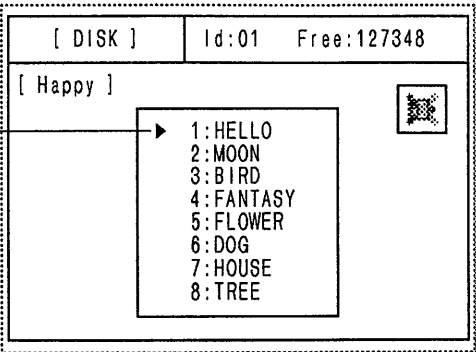 [ DISK ] Id:01 Free:127348
[ Happy ]
1:HELLO
2:MOON
3:BIRD
4:FANTASY
5:FLOWER
6:DOG
7:HOUSE
8:TREE